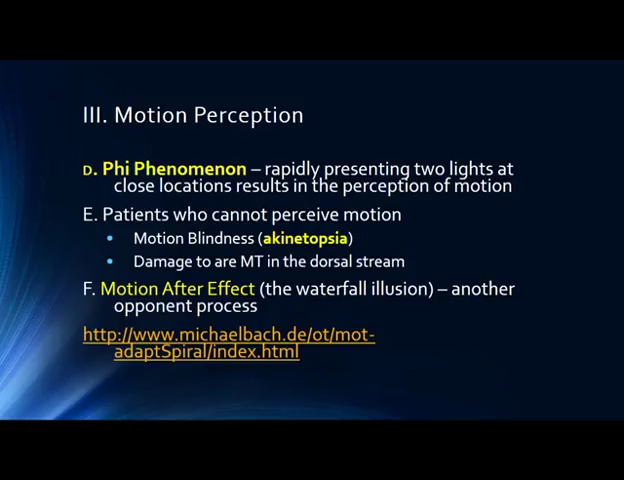 III. Motion Perception
D. Phi Phenomenon – rapidly presenting two lights at
close locations results in the perception of motion
E. Patients who cannot perceive motion
• Motion Blindness (akinetopsia)
• Damage to are MT in the dorsal stream
F. Motion After Effect (the waterfall illusion) – another
opponent process
http://www.michaelbach.de/ot/mot-
adaptSpiral/index.html